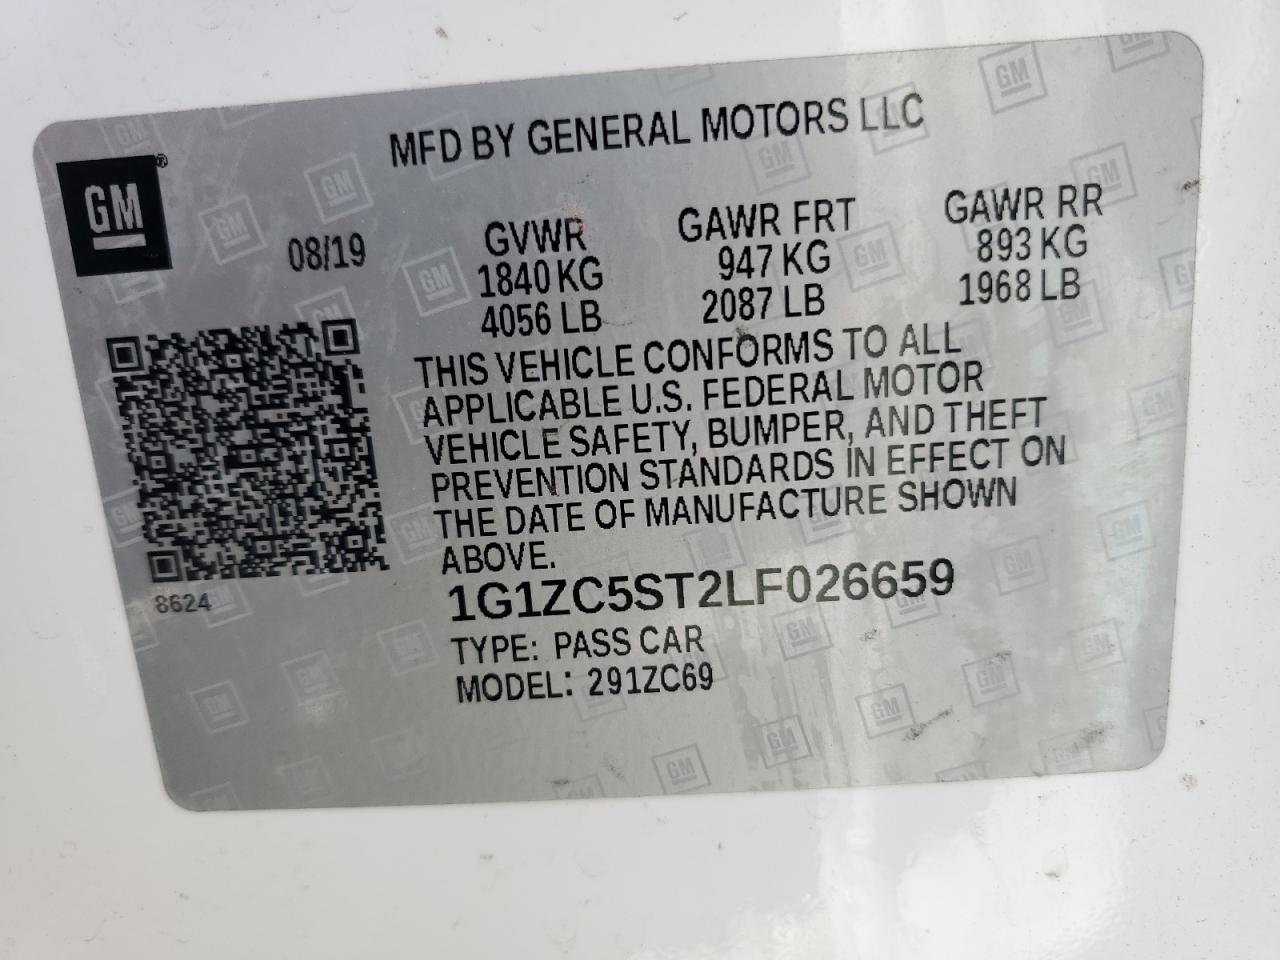 MFD BY GENERAL MOTORS LLC
GM®
08/19
GVWR
1840 KG
4056 LB
GAWR FRT
947 KG
2087 LB
GAWR RR
893 KG
1968 LB
THIS VEHICLE CONFORMS TO ALL
APPLICABLE U.S. FEDERAL MOTOR
VEHICLE SAFETY, BUMPER, AND THEFT
PREVENTION STANDARDS IN EFFECT ON
THE DATE OF MANUFACTURE SHOWN
ABOVE.
8624
1G1ZC5ST2LF026659
TYPE: PASS CAR
MODEL: 291ZC69